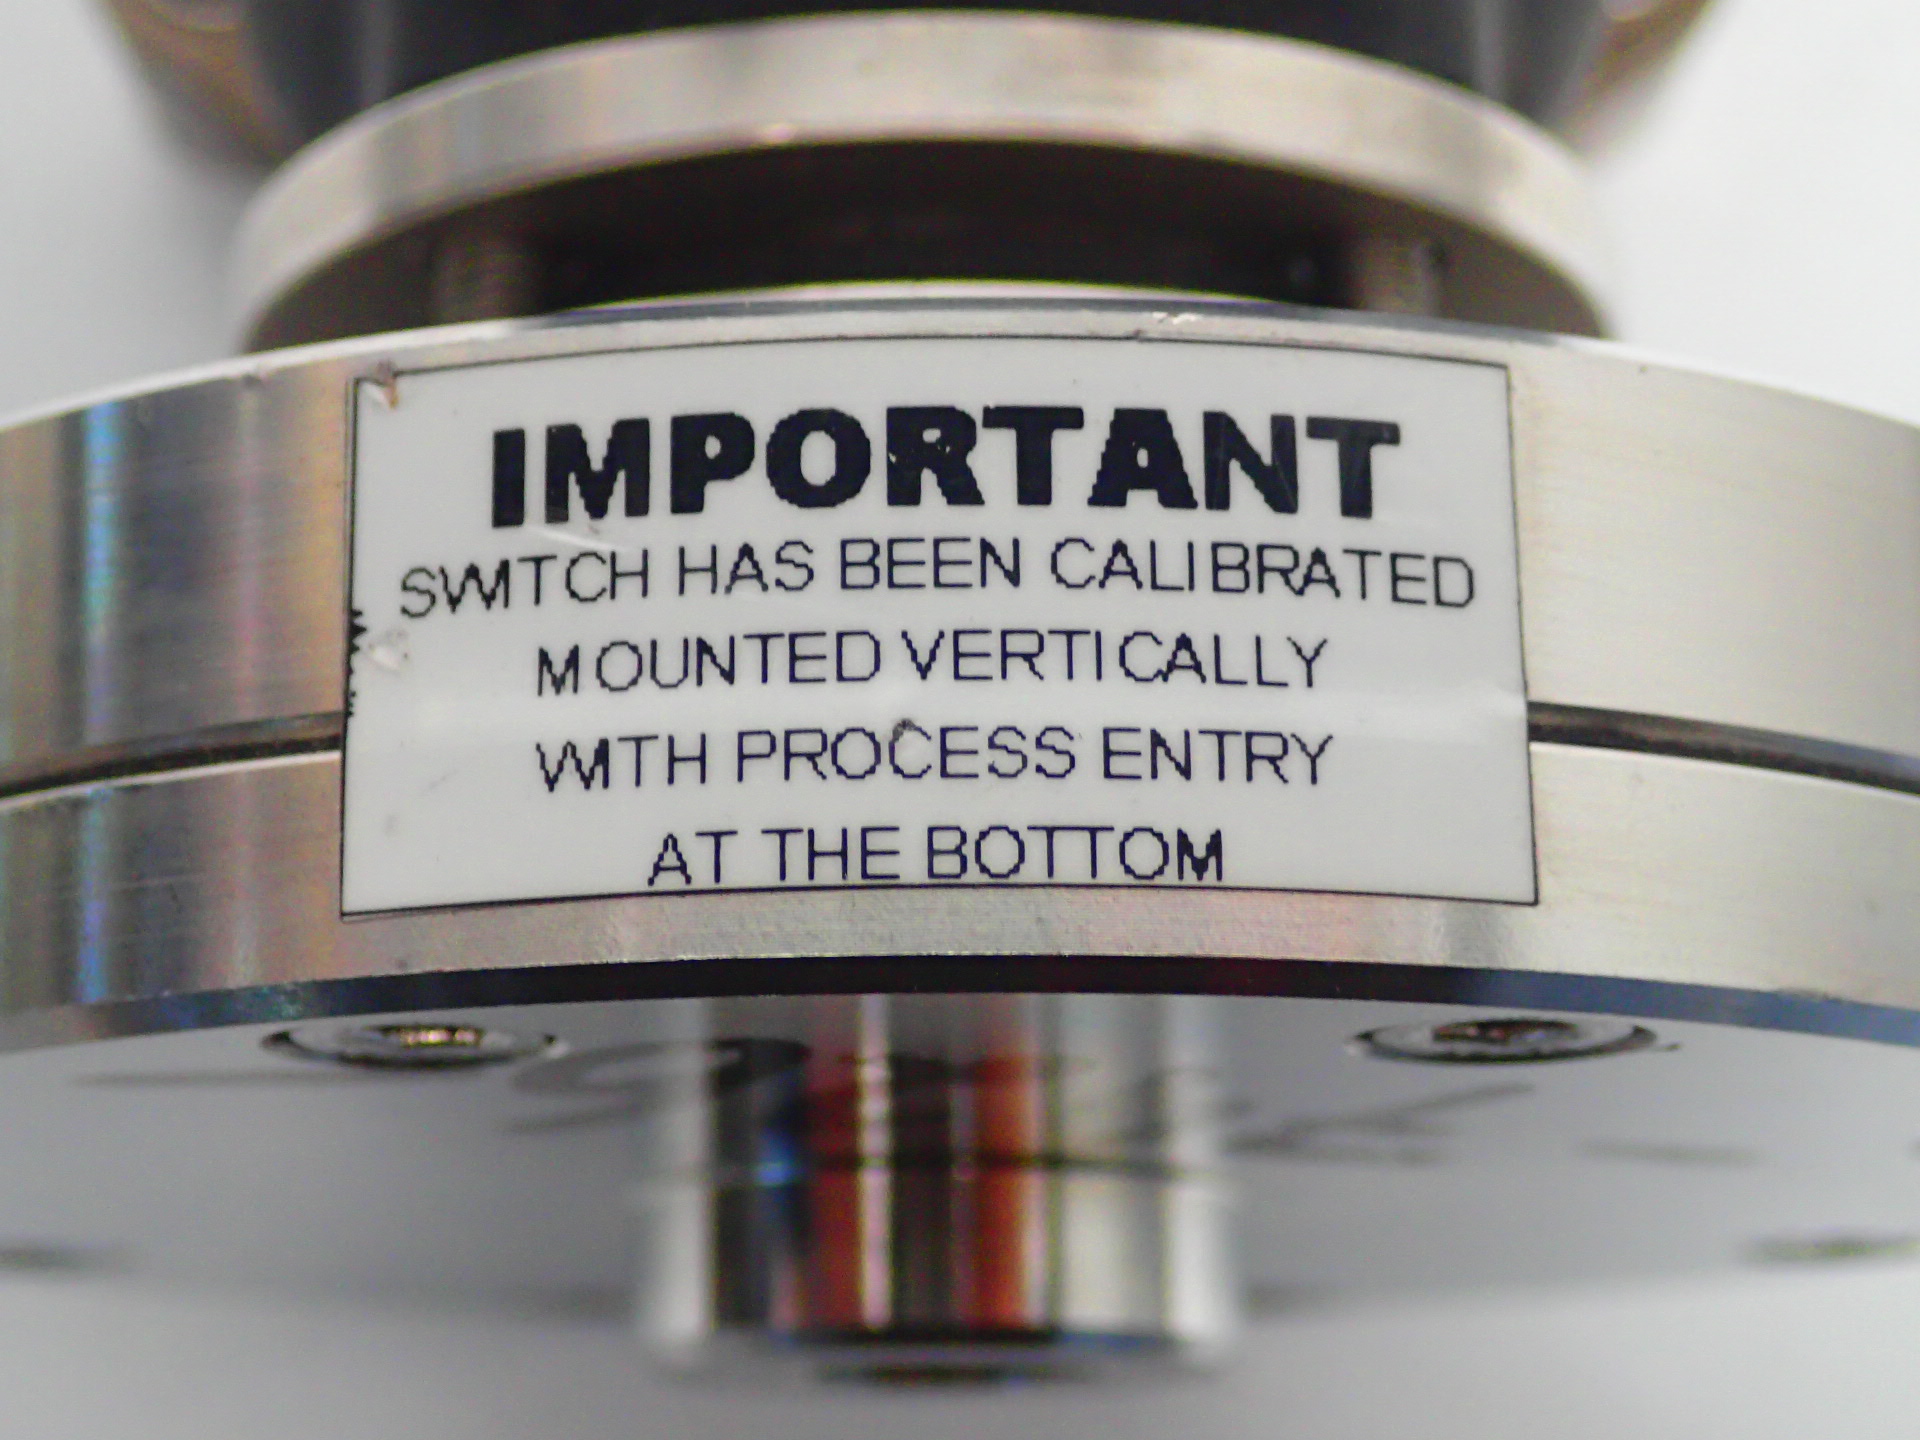 IMPORTANT
SWITCH HAS BEEN CALIBRATED
MOUNTED VERTICALLY
WITH PROCESS ENTRY
AT THE BOTTOM